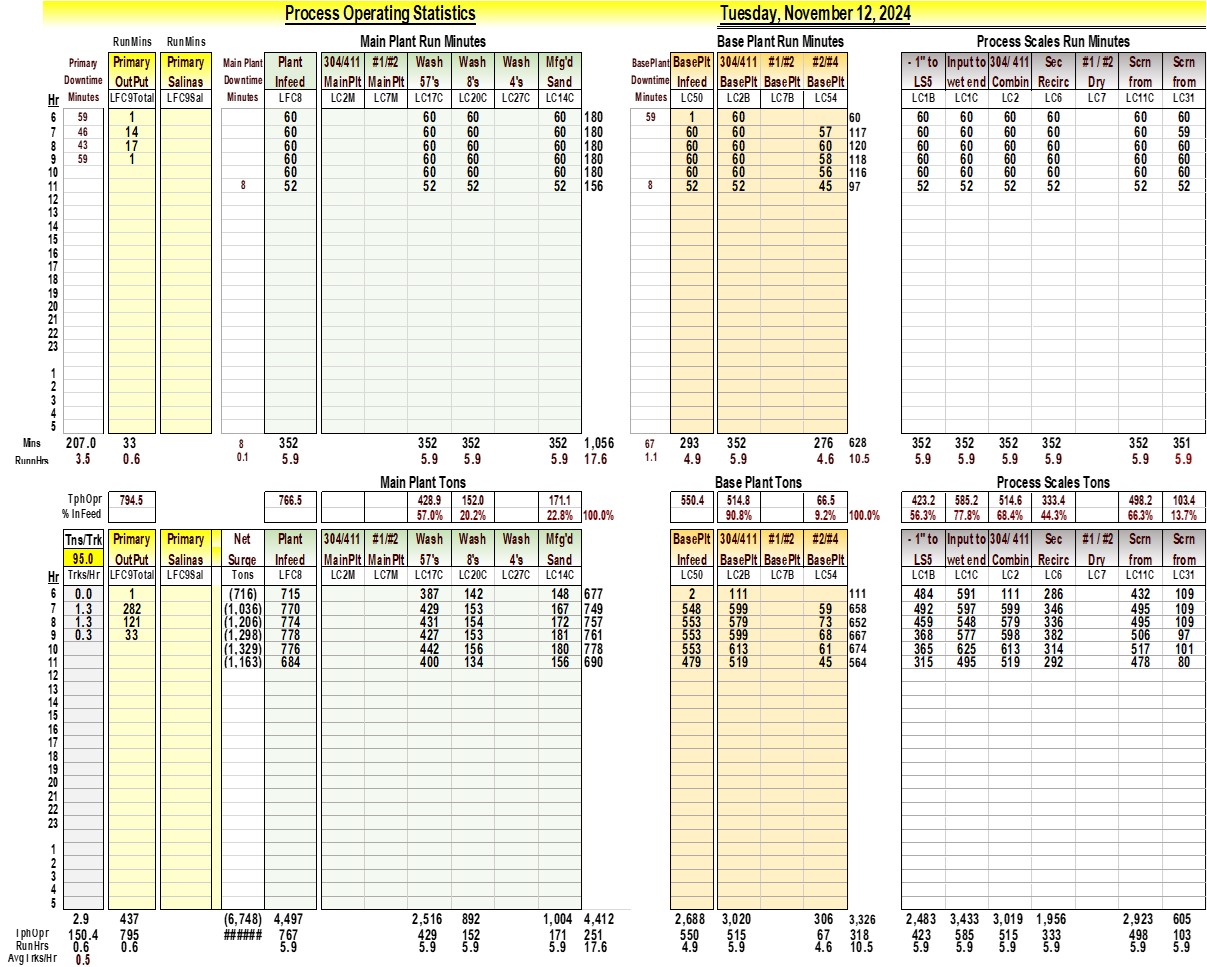 Process Operating Statistics Tuesday, November 12, 2024
RunMins RunMins Main Plant Run Minutes Base Plant Run Minutes Process Scales Run Minutes
Primary Primary Primary Main Plant Plant 304/411 #1/#2 Wash Wash Wash Mfg'd BasePlant BasePlt 304/411 #1/#2 #2/#4 - 1" to Input to 304/ 411 Sec #1 / #2 Scrn Scrn
Downtime OutPut Salinas Downtime Infeed MainPlt MainPlt 57's 8's 4's Sand Downtime Infeed BasePlt BasePlt BasePlt LS5 wet end Combin Recirc Dry from from
Hr Minutes LFC9Total LFC9Sal Minutes LFC8 LC2M LC7M LC17C LC20C LC27C LC14C Minutes LC50 LC2B LC7B LC54 LC1B LC1C LC2 LC6 LC7 LC11C LC31
6 59 1 60 60 60 60 180 59 1 60 60 60 60 60 60 60 60
7 46 14 60 60 60 60 180 60 60 57 117 60 60 60 60 60 59
8 43 17 60 60 60 60 180 60 60 60 120 60 60 60 60 60 60
9 59 1 60 60 60 60 180 60 60 58 118 60 60 60 60 60 60
10 60 60 60 60 180 60 60 56 116 60 60 60 60 60 60
11 8 52 52 52 52 156 8 52 52 45 97 52 52 52 52 52 52
12
13
14
15
16
17
18
19
20
21
22
23
1
2
3
4
5
Mins 207.0 33 8 352 352 352 352 1,056 67 293 352 276 628 352 352 352 352 352 351
RunnHrs 3.5 0.6 0.1 5.9 5.9 5.9 5.9 17.6 1.1 4.9 5.9 4.6 10.5 5.9 5.9 5.9 5.9 5.9 5.9
Main Plant Tons Base Plant Tons Process Scales Tons
TphOpr 794.5 766.5 428.9 152.0 171.1 550.4 514.8 66.5 423.2 585.2 514.6 333.4 498.2 103.4
% InFeed 57.0% 20.2% 22.8% 100.0% 90.8% 9.2% 100.0% 56.3% 77.8% 68.4% 44.3% 66.3% 13.7%
Tns/Trk Primary Primary Net Plant 304/411 #1/#2 Wash Wash Wash Mfg'd BasePlt 304/411 #1/#2 #2/#4 - 1" to Input to 304/ 411 Sec #1 / #2 Scrn Scrn
95.0 OutPut Salinas Surge Infeed MainPlt MainPlt 57's 8's 4's Sand Infeed BasePlt BasePlt BasePlt LS5 wet end Combin Recirc Dry from from
Hr Trks/Hr LFC9Total LFC9Sal Tons LFC8 LC2M LC7M LC17C LC20C LC27C LC14C LC50 LC2B LC7B LC54 LC1B LC1C LC2 LC6 LC7 LC11C LC31
6 0.0 1 (716) 715 387 142 148 677 2 111 111 484 591 111 286 432 109
7 1.3 282 (1,036) 770 429 153 167 749 548 599 59 658 492 597 599 346 495 109
8 1.3 121 (1,206) 774 431 154 172 757 553 579 73 652 459 548 579 336 495 109
9 0.3 33 (1,298) 778 427 153 181 761 553 599 68 667 368 577 598 382 506 97
10 (1,329) 776 442 156 180 778 553 613 61 674 365 625 613 314 517 101
11 (1,163) 684 400 134 156 690 479 519 45 564 315 495 519 292 478 80
12
13
14
15
16
17
18
19
20
21
22
23
1
2
3
4
5
2.9 437 (6,748) 4,497 2,516 892 1,004 4,412 2,688 3,020 306 3,326 2,483 3,433 3,019 1,956 2,923 605
TphOpr 150.4 795 ###### 767 429 152 171 251 550 515 67 318 423 585 515 333 498 103
RunHrs 0.6 0.6 5.9 5.9 5.9 5.9 17.6 4.9 5.9 4.6 10.5 5.9 5.9 5.9 5.9 5.9 5.9
AvgTrks/Hr 0.5